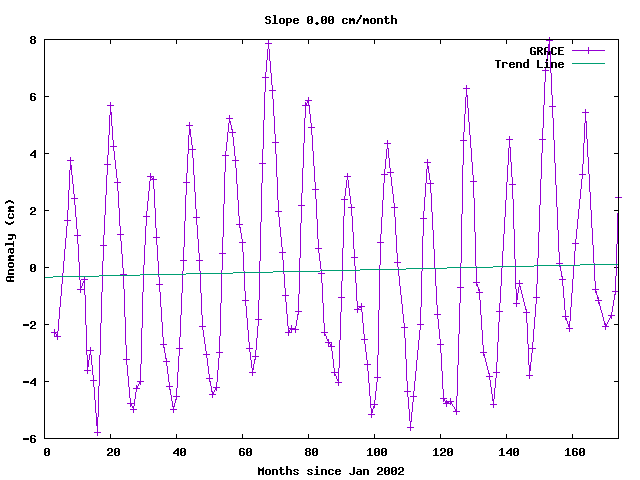 Slope 0.00 cm/month
GRACE
Trend Line
8
6
4
2
0
-2
-4
-6
Anomaly (cm)
0 20 40 60 80 100 120 140 160
Months since Jan 2002